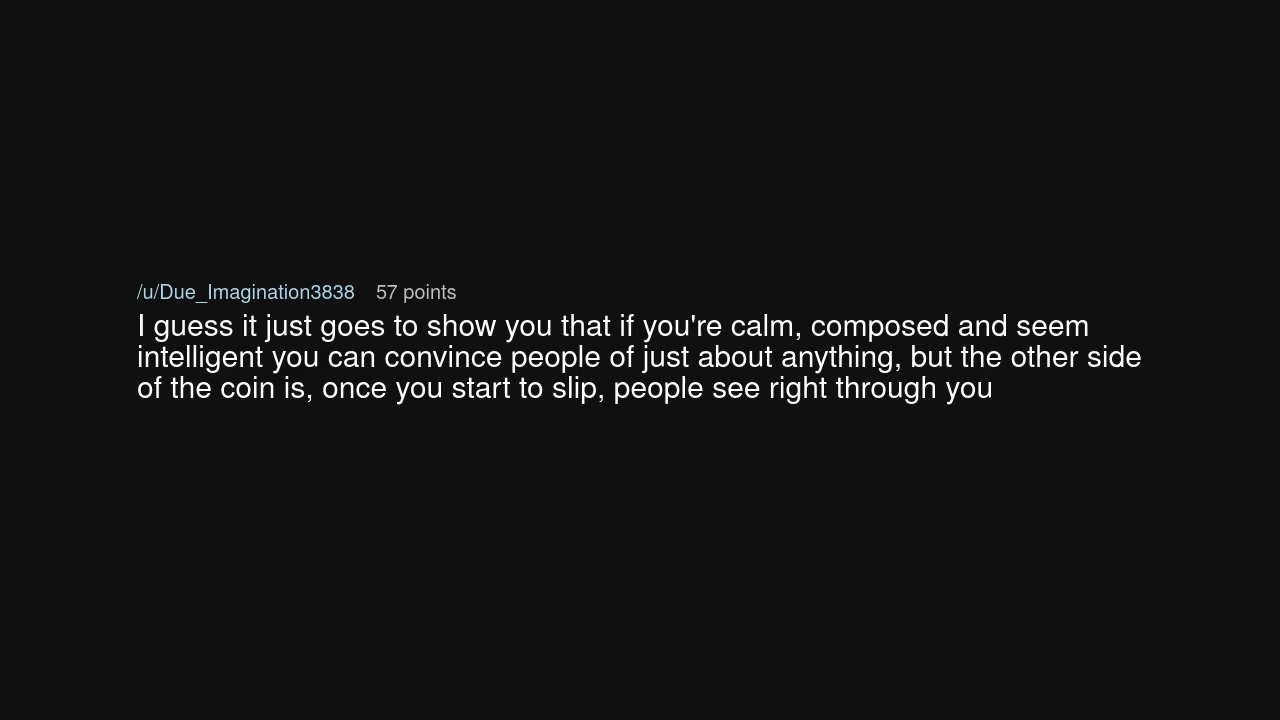 /u/Due_Imagination3838 57 points
I guess it just goes to show you that if you're calm, composed and seem
intelligent you can convince people of just about anything, but the other side
of the coin is, once you start to slip, people see right through you